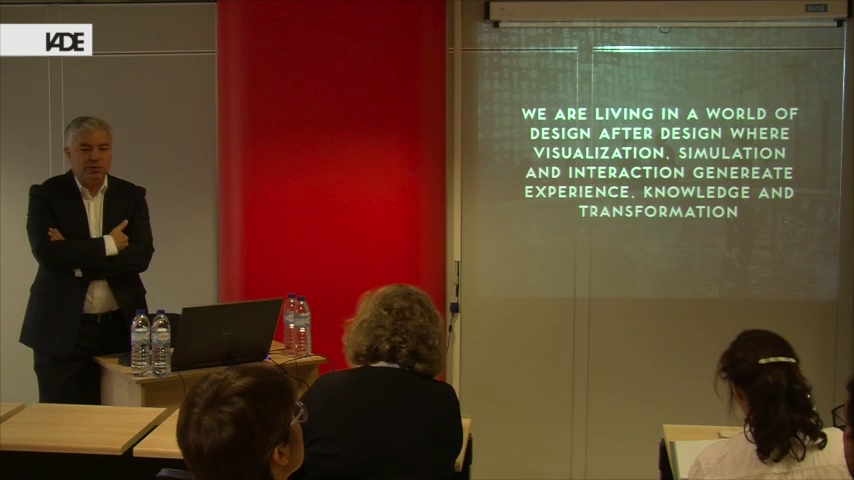 IADE
WE ARE LIVING IN A WORLD OF
DESIGN AFTER DESIGN WHERE
VISUALIZATION, SIMULATION
AND INTERACTION GENEREATE
EXPERIENCE, KNOWLEDGE AND
TRANSFORMATION